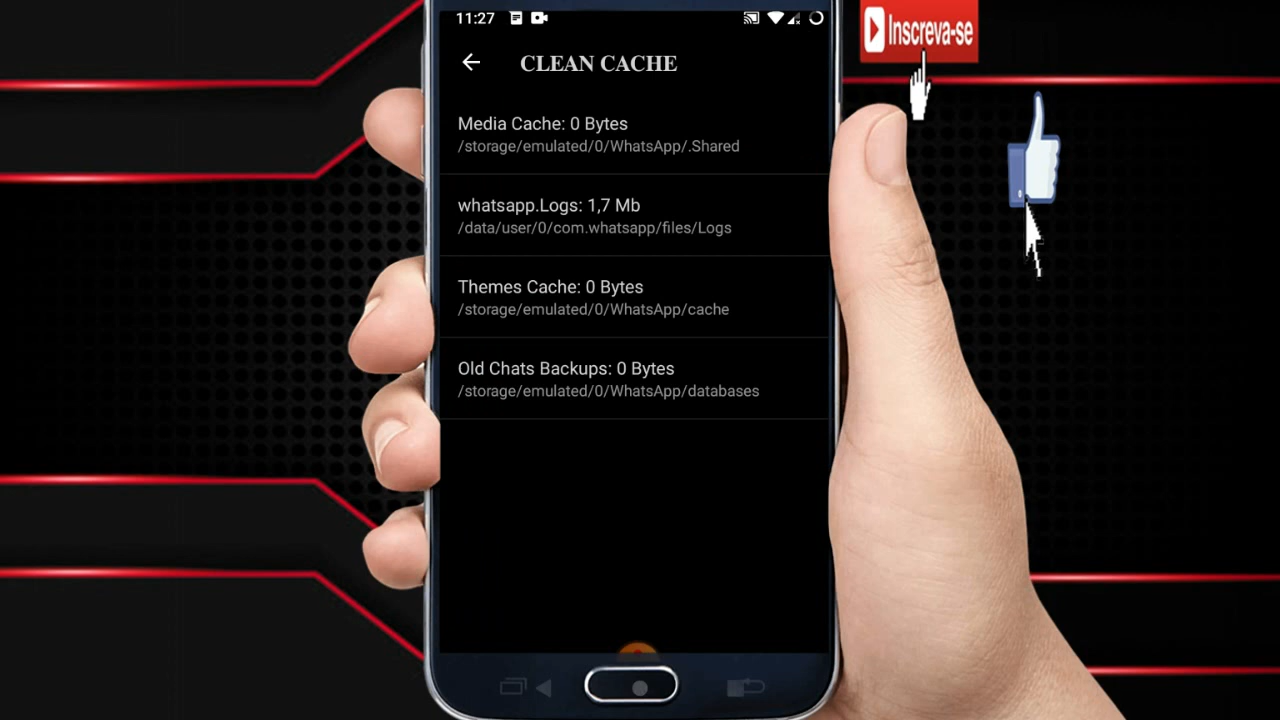 11:27
Inscreva-se
CLEAN CACHE
Media Cache: 0 Bytes
/storage/emulated/0/WhatsApp/.Shared
whatsapp.Logs: 1,7 Mb
/data/user/0/com.whatsapp/files/Logs
Themes Cache: 0 Bytes
/storage/emulated/0/WhatsApp/cache
Old Chats Backups: 0 Bytes
/storage/emulated/0/WhatsApp/databases